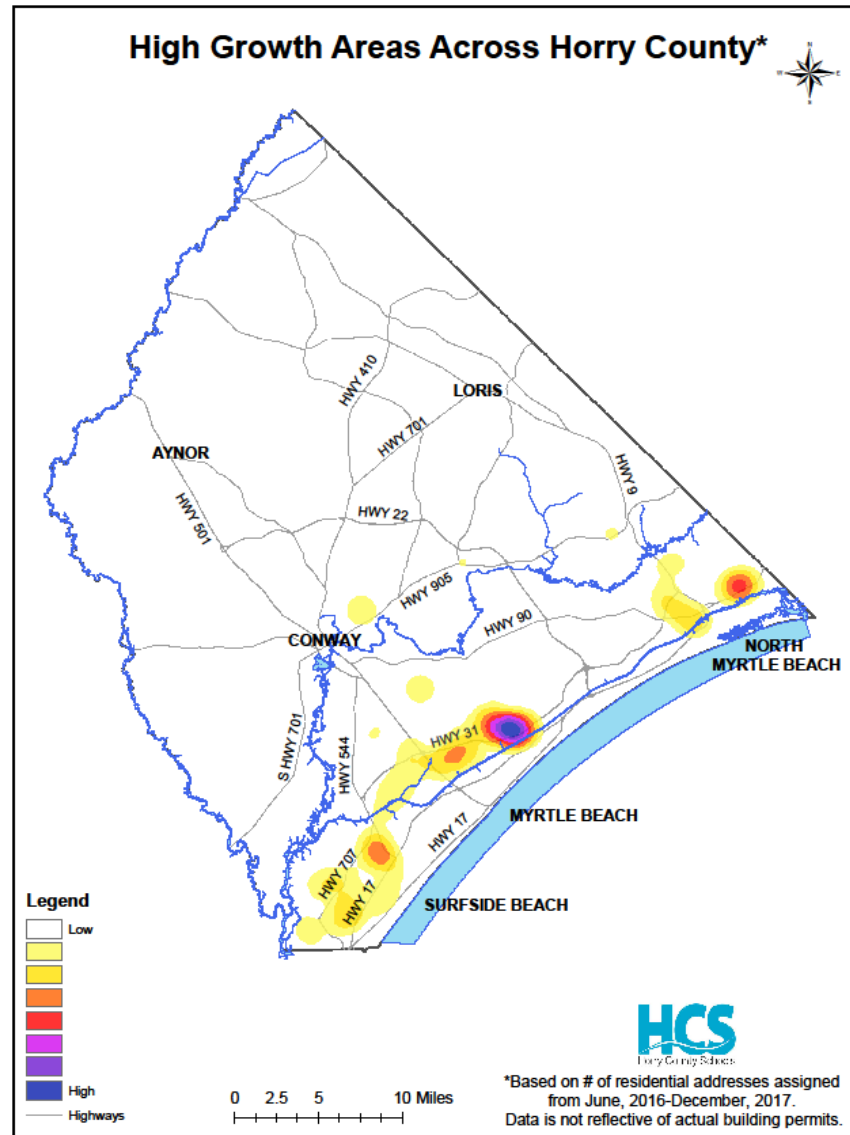 High Growth Areas Across Horry County*
N
W
E
S
HWY 410
LORIS
HWY 701
AYNOR
HWY 9
HWY 501
HWY 22
HWY 905
CONWAY
HWY 90
NORTH
MYRTLE BEACH
S HWY 701
HWY 544
HWY 31
MYRTLE BEACH
HWY 17
HWY 707
HWY 17
SURFSIDE BEACH
Legend
Low
High
Highways
0 2.5 5 10 Miles
HCS
Horry County Schools
*Based on # of residential addresses assigned
from June, 2016-December, 2017.
Data is not reflective of actual building permits.